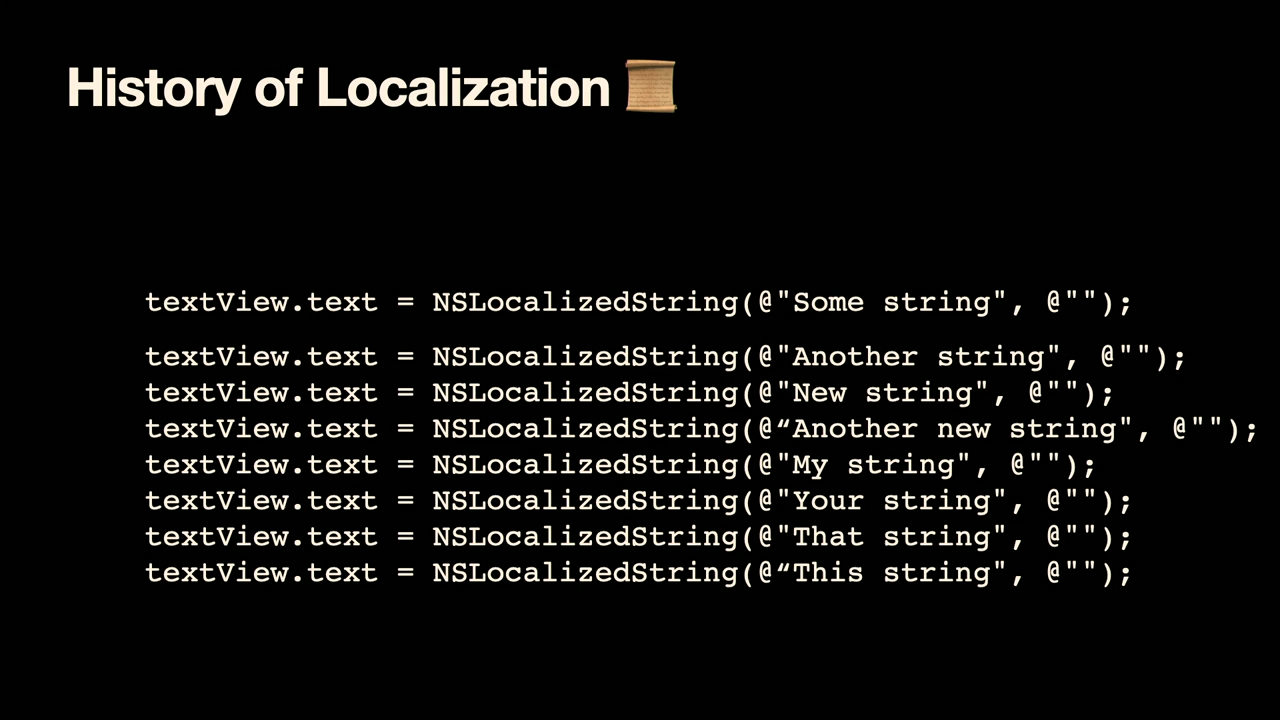 History of Localization 📜
textView.text = NSLocalizedString(@"Some string", @"");
textView.text = NSLocalizedString(@"Another string", @"");
textView.text = NSLocalizedString(@"New string", @"");
textView.text = NSLocalizedString(@“Another new string", @"");
textView.text = NSLocalizedString(@"My string", @"");
textView.text = NSLocalizedString(@"Your string", @"");
textView.text = NSLocalizedString(@"That string", @"");
textView.text = NSLocalizedString(@“This string", @"");